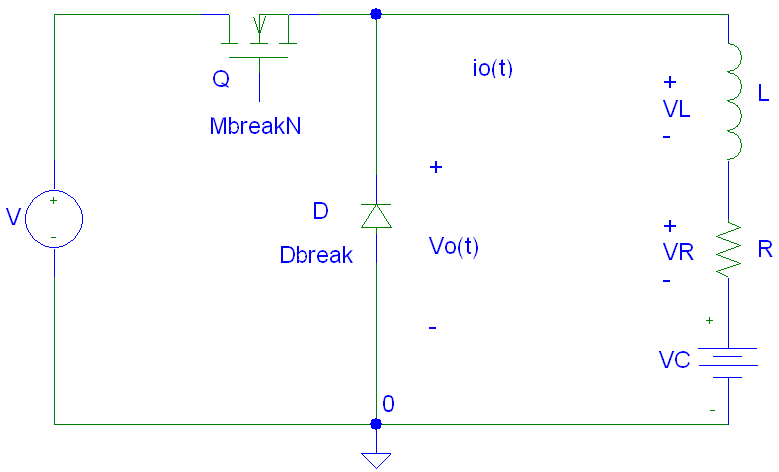 Q
MbreakN
V
+
-
D
Dbreak
+
Vo(t)
-
0
io(t)
+
VL
-
L
+
VR
-
R
+
VC
-